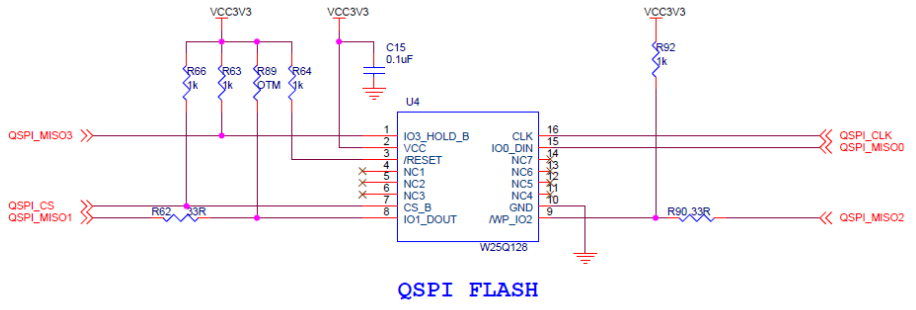 VCC3V3 VCC3V3 VCC3V3
R66 1k R63 1k R89 OTM R64 1k
C15 0.1uF
R92 1k
U4
QSPI_MISO3 1 IO3_HOLD_B CLK 16 QSPI_CLK
2 VCC IO0_DIN 15 QSPI_MISO0
3 /RESET NC7 14
4 NC1 NC6 13
5 NC2 NC5 12
6 NC3 NC4 11
QSPI_CS 7 CS_B GND 10
QSPI_MISO1 R62 33R 8 IO1_DOUT /WP_IO2 9 R90 33R QSPI_MISO2
W25Q128
QSPI FLASH